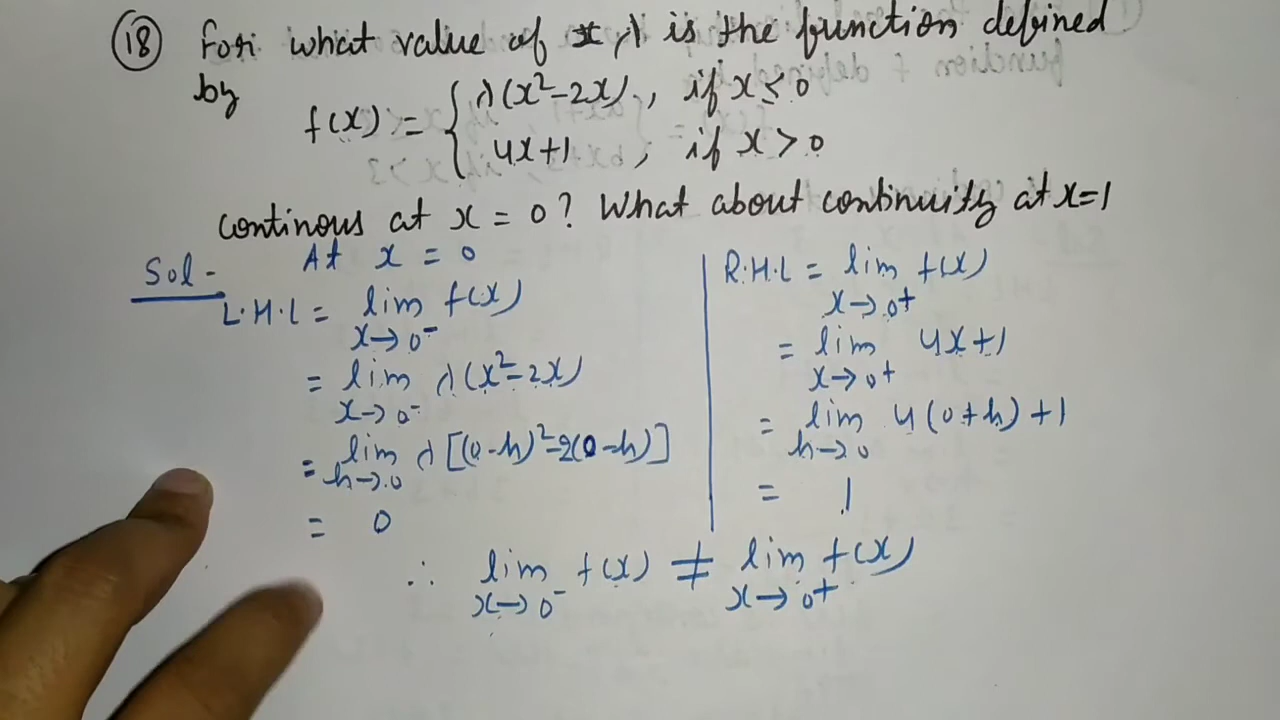 (18) For what value of λ is the function defined
by
f(x) = { λ(x²-2x), if x ≤ 0
4x+1, if x > 0
continous at x = 0? What about continuity at x=1
Sol- At x = 0
L.H.L = lim f(x)
x→0⁻
= lim λ(x²-2x)
x→0⁻
= lim λ[(0-h)²-2(0-h)]
h→0
= 0
R.H.L = lim f(x)
x→0⁺
= lim 4x+1
x→0⁺
= lim 4(0+h)+1
h→0
= 1
∴ lim f(x) ≠ lim f(x)
x→0⁻ x→0⁺